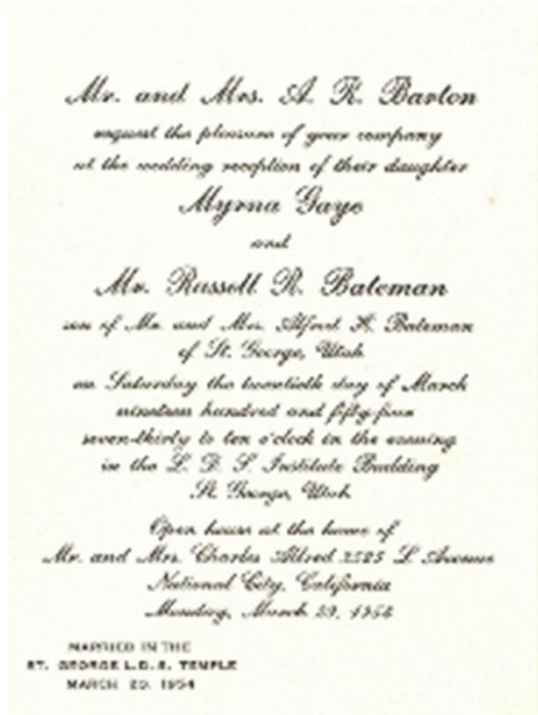 Mr. and Mrs. A. R. Barton
request the pleasure of your company
at the wedding reception of their daughter
Myrna Gaye
and
Mr. Russell R. Bateman
son of Mr. and Mrs. Alfred H. Bateman
of St. George, Utah
on Saturday the twentieth day of March
nineteen hundred and fifty-four
seven-thirty to ten o'clock in the evening
in the L. D. S. Institute Building
St. George, Utah
Open house at the home of
Mr. and Mrs. Charles Aldred 2525 L Avenue
National City, California
Monday, March 29, 1954
MARRIED IN THE
ST. GEORGE L.D.S. TEMPLE
MARCH 20, 1954